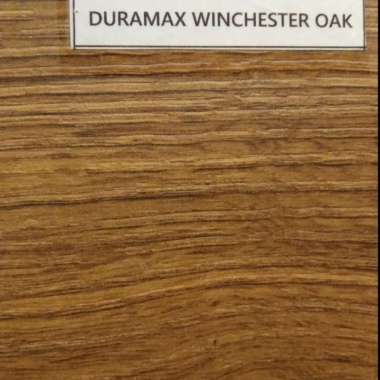 DURAMAX WINCHESTER OAK